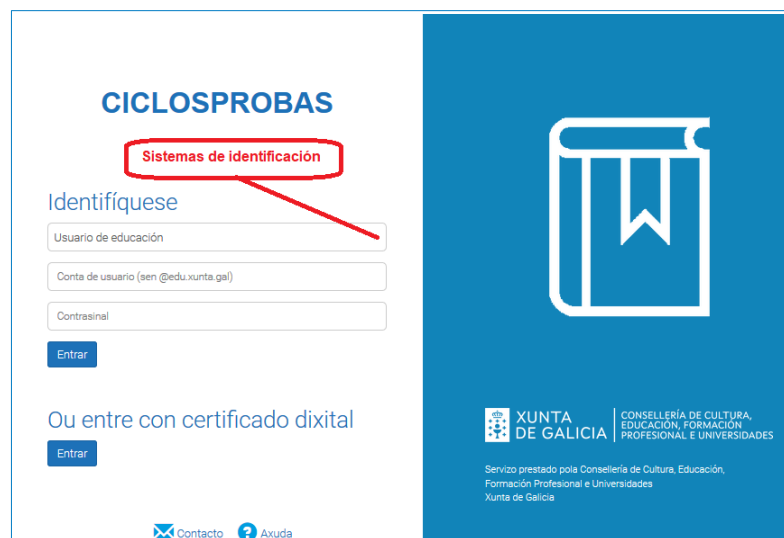 CICLOSPROBAS
Sistemas de identificación
Identifíquese
Usuario de educación
Conta de usuario (sen @edu.xunta.gal)
Contrasinal
Entrar
Ou entre con certificado dixital
Entrar
Contacto
Axuda
XUNTA
DE GALICIA
CONSELLERÍA DE CULTURA,
EDUCACIÓN, FORMACIÓN
PROFESIONAL E UNIVERSIDADES
Servizo prestado pola Consellería de Cultura, Educación,
Formación Profesional e Universidades
Xunta de Galicia